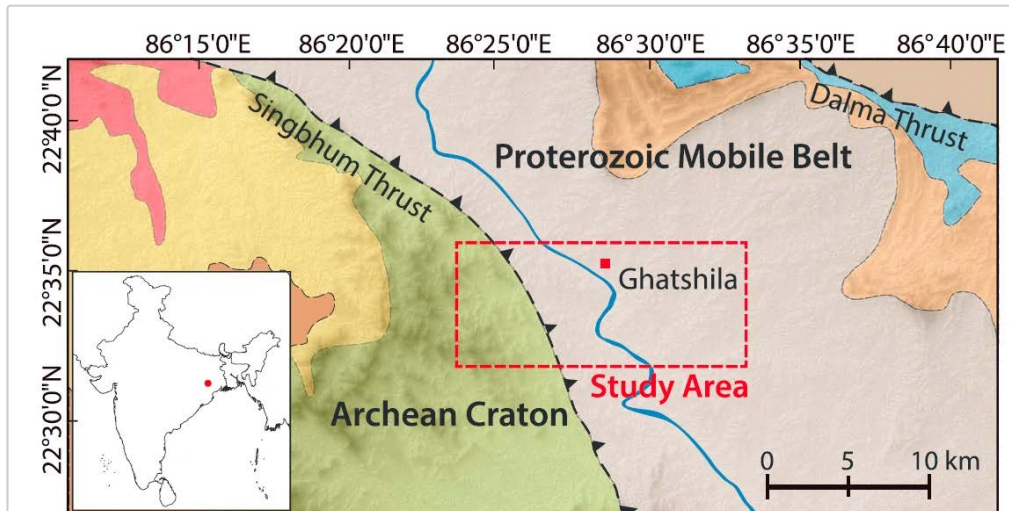 86°15'0"E 86°20'0"E 86°25'0"E 86°30'0"E 86°35'0"E 86°40'0"E
22°40'0"N
22°35'0"N
22°30'0"N
Singbhum Thrust
Dalma Thrust
Proterozoic Mobile Belt
Ghatshila
Study Area
Archean Craton
0 5 10 km